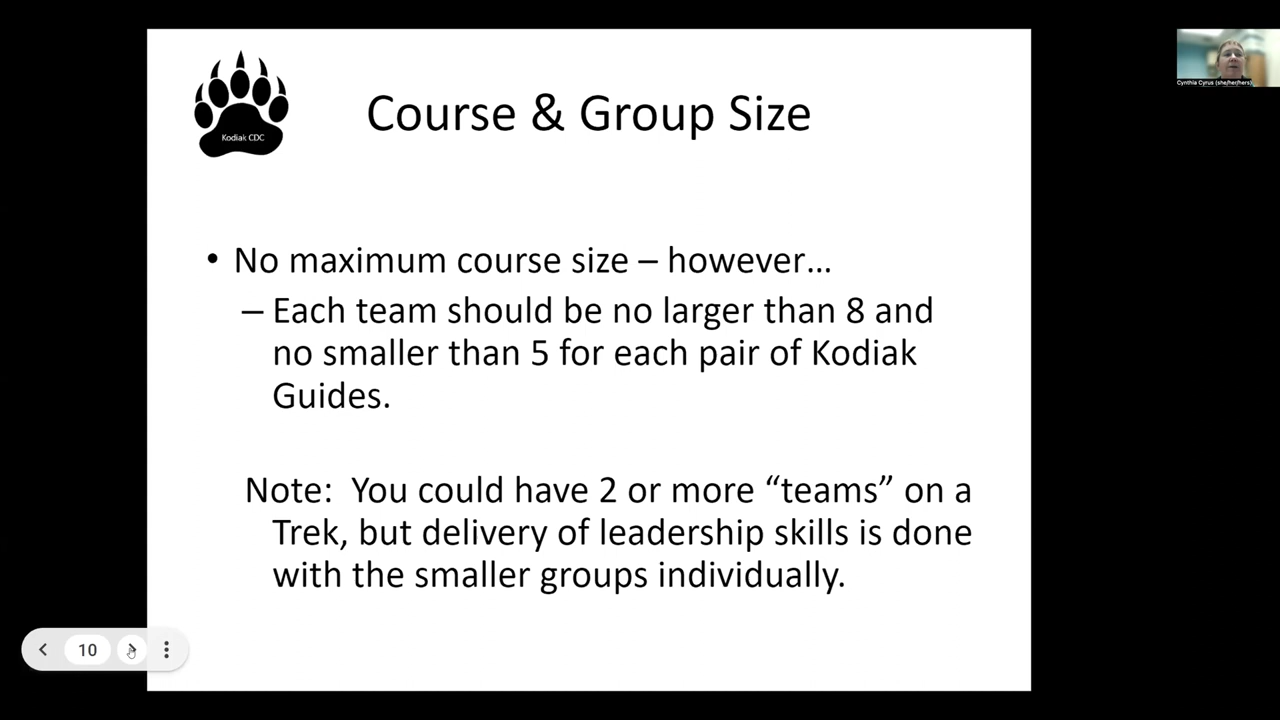 Kodiak CDC
Course & Group Size
• No maximum course size – however…
– Each team should be no larger than 8 and
no smaller than 5 for each pair of Kodiak
Guides.
Note:  You could have 2 or more “teams” on a
Trek, but delivery of leadership skills is done
with the smaller groups individually.
10
Cynthia Cyrus (she/her/hers)